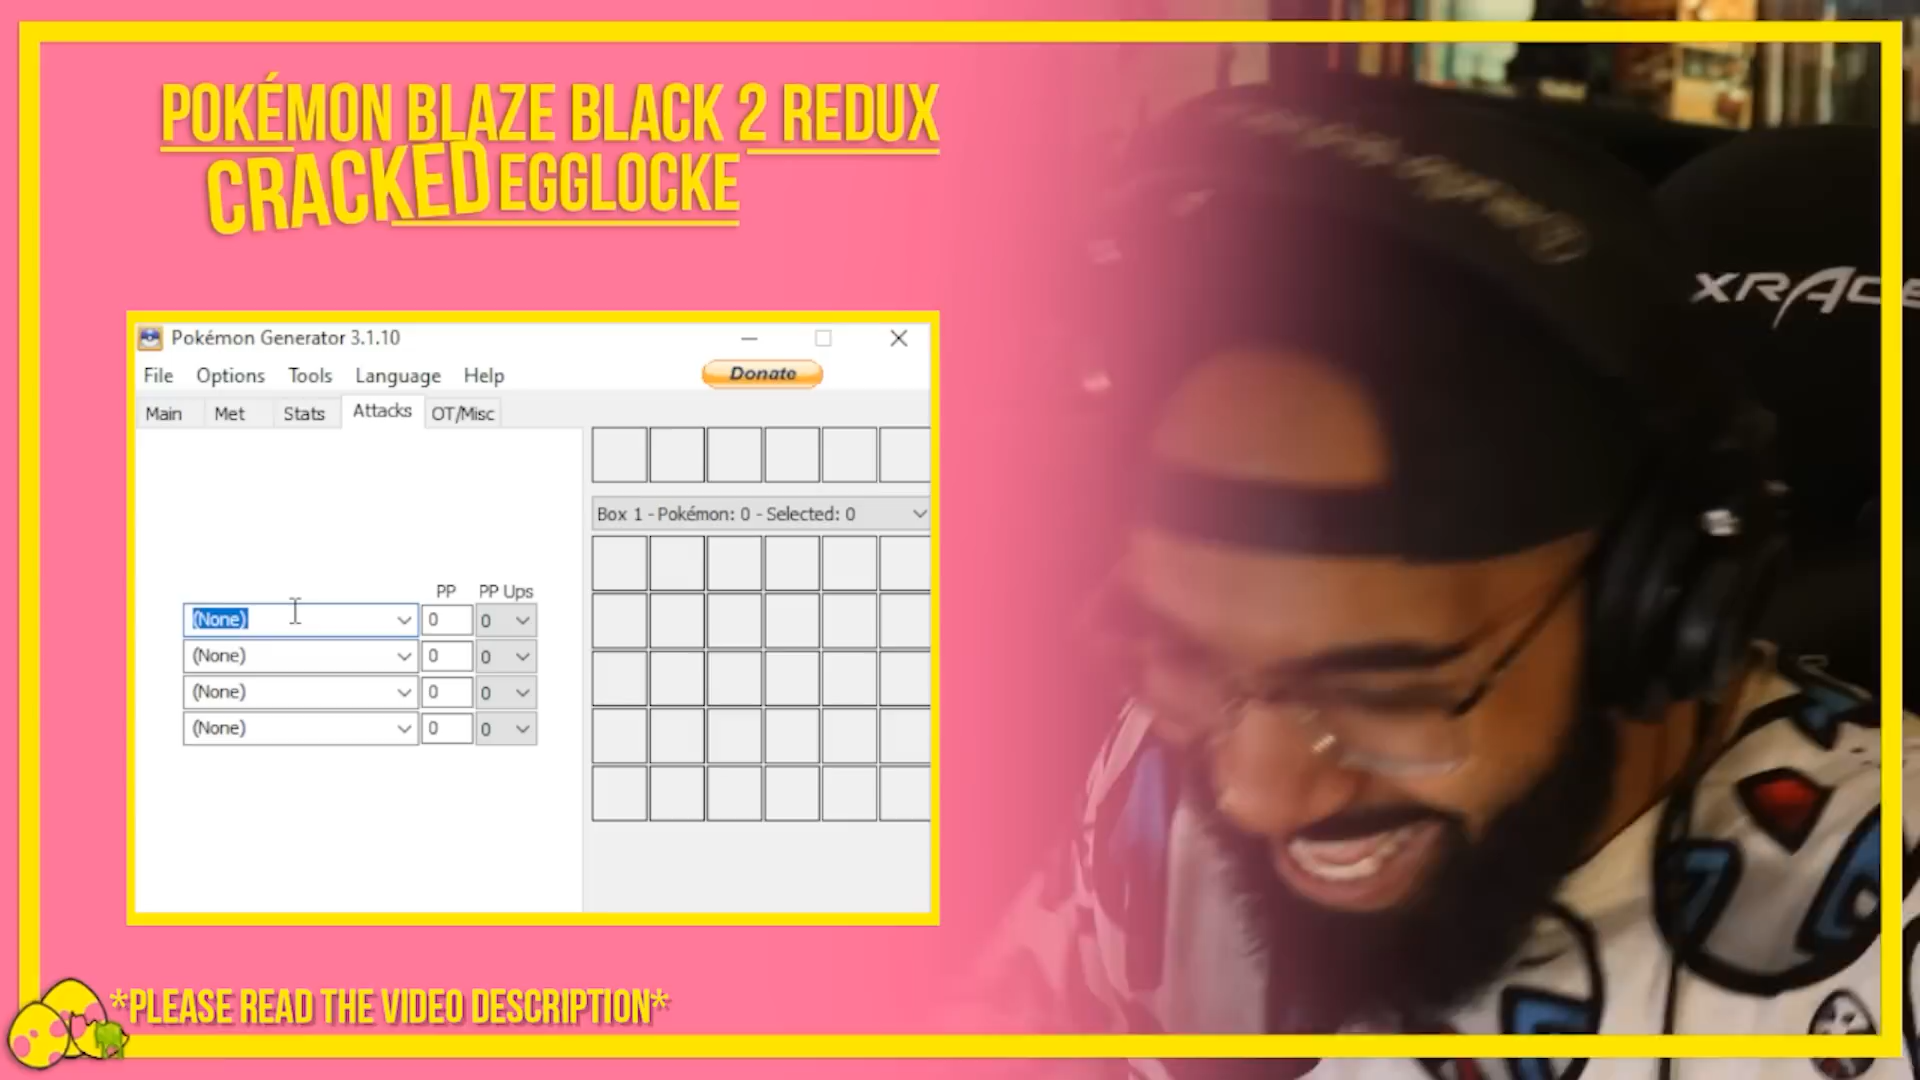 POKÉMON BLAZE BLACK 2 REDUX
CRACKED EGGLOCKE
Pokémon Generator 3.1.10
File Options Tools Language Help
Donate
Main Met Stats Attacks OT/Misc
Box 1 - Pokémon: 0 - Selected: 0
PP PP Ups
(None) 0 0
(None) 0 0
(None) 0 0
(None) 0 0
*PLEASE READ THE VIDEO DESCRIPTION*